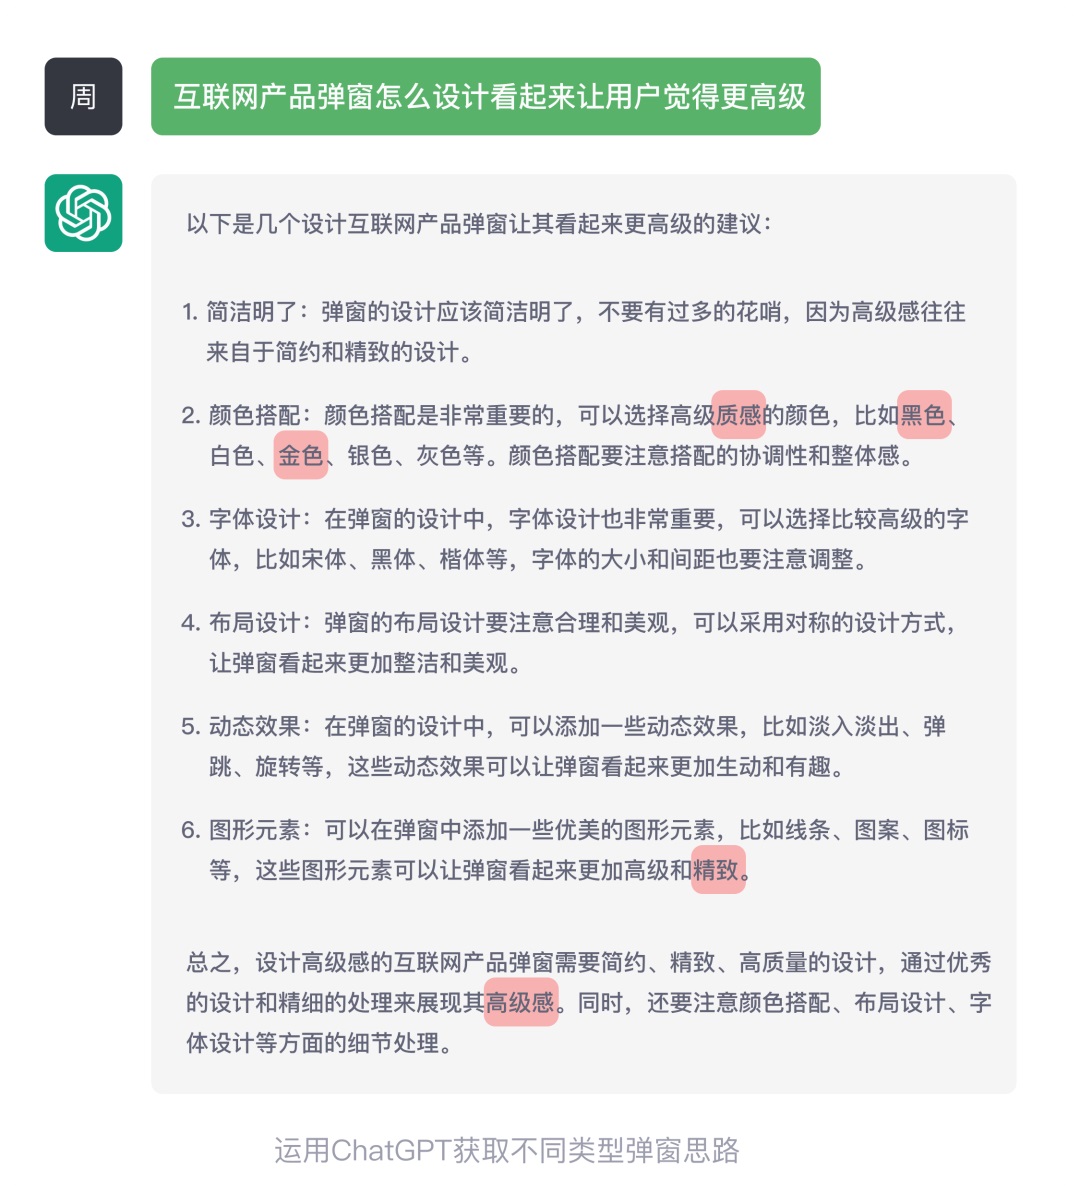 周
互联网产品弹窗怎么设计看起来让用户觉得更高级
以下是几个设计互联网产品弹窗让其看起来更高级的建议：
1. 简洁明了：弹窗的设计应该简洁明了，不要有过多的花哨，因为高级感往往
来自于简约和精致的设计。
2. 颜色搭配：颜色搭配是非常重要的，可以选择高级质感的颜色，比如黑色、
白色、金色、银色、灰色等。颜色搭配要注意搭配的协调性和整体感。
3. 字体设计：在弹窗的设计中，字体设计也非常重要，可以选择比较高级的字
体，比如宋体、黑体、楷体等，字体的大小和间距也要注意调整。
4. 布局设计：弹窗的布局设计要注意合理和美观，可以采用对称的设计方式，
让弹窗看起来更加整洁和美观。
5. 动态效果：在弹窗的设计中，可以添加一些动态效果，比如淡入淡出、弹
跳、旋转等，这些动态效果可以让弹窗看起来更加生动和有趣。
6. 图形元素：可以在弹窗中添加一些优美的图形元素，比如线条、图案、图标
等，这些图形元素可以让弹窗看起来更加高级和精致。
总之，设计高级感的互联网产品弹窗需要简约、精致、高质量的设计，通过优秀
的设计和精细的处理来展现其高级感。同时，还要注意颜色搭配、布局设计、字
体设计等方面的细节处理。
运用ChatGPT获取不同类型弹窗思路